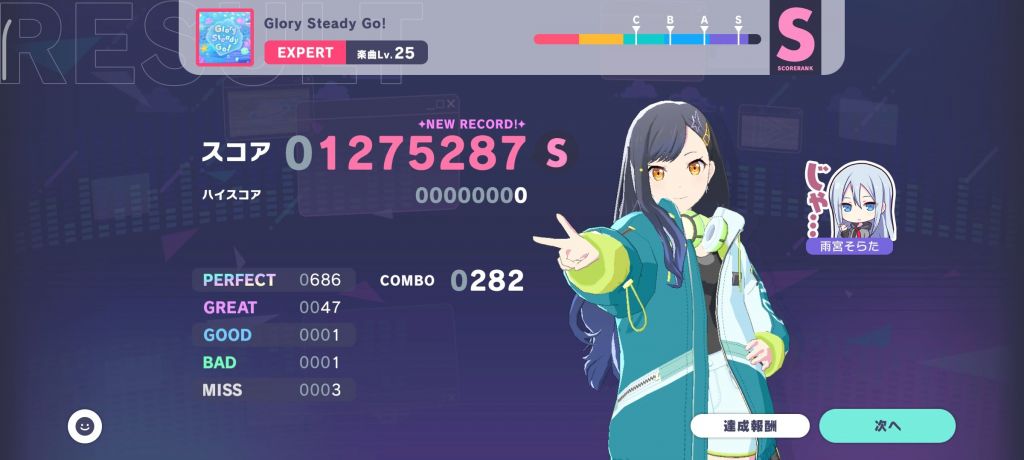 RESULT
Glory Steady Go!
Glory Steady Go!
EXPERT 楽曲Lv.25
C B A S
S
SCORERANK
✦NEW RECORD!✦
スコア 01275287 S
ハイスコア 00000000
PERFECT 0686 COMBO 0282
GREAT 0047
GOOD 0001
BAD 0001
MISS 0003
じゃ…
雨宮そらた
達成報酬
次へ